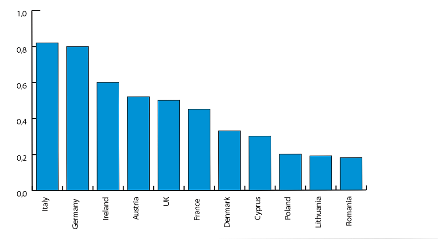 1,0
0,8
0,6
0,4
0,2
0,0
Italy
Germany
Ireland
Austria
UK
France
Denmark
Cyprus
Poland
Lithuania
Romania